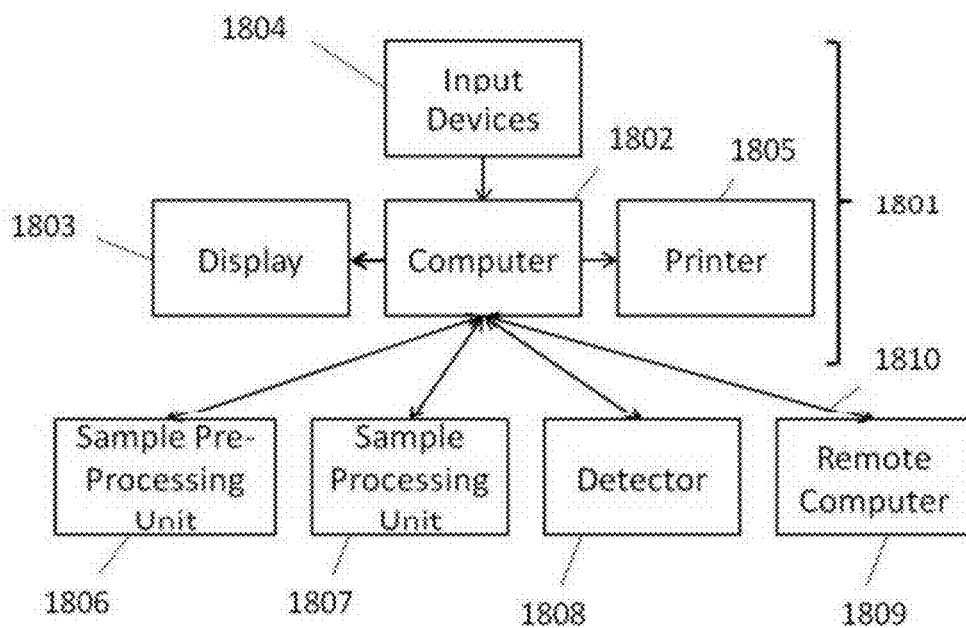 1804
Input
Devices
1802
1805
1801
1803
Display
Computer
Printer
1810
Sample Pre-
Processing
Unit
Sample
Processing
Unit
Detector
Remote
Computer
1806
1807
1808
1809